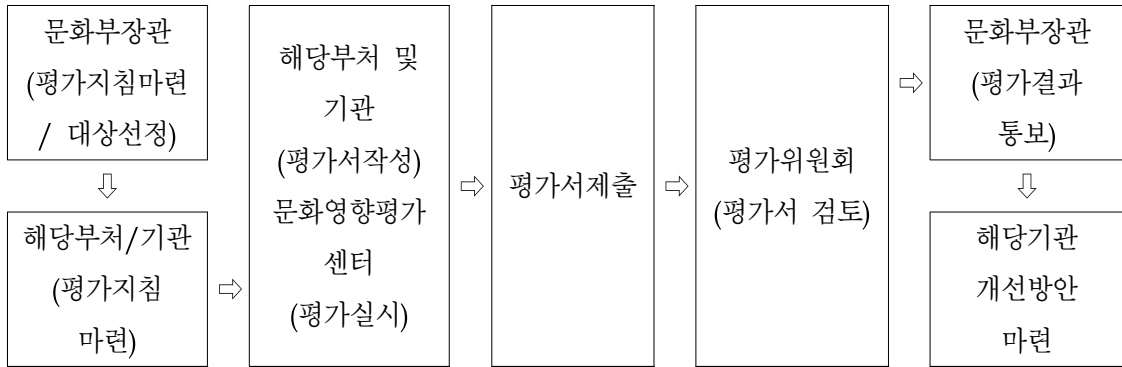 문화부장관
(평가지침마련
/ 대상선정)
⇩
해당부처/기관
(평가지침
마련)
⇨
해당부처 및
기관
(평가서작성)
문화영향평가
센터
(평가실시)
⇨
평가서제출
⇨
평가위원회
(평가서 검토)
⇨
문화부장관
(평가결과
통보)
⇩
해당기관
개선방안
마련